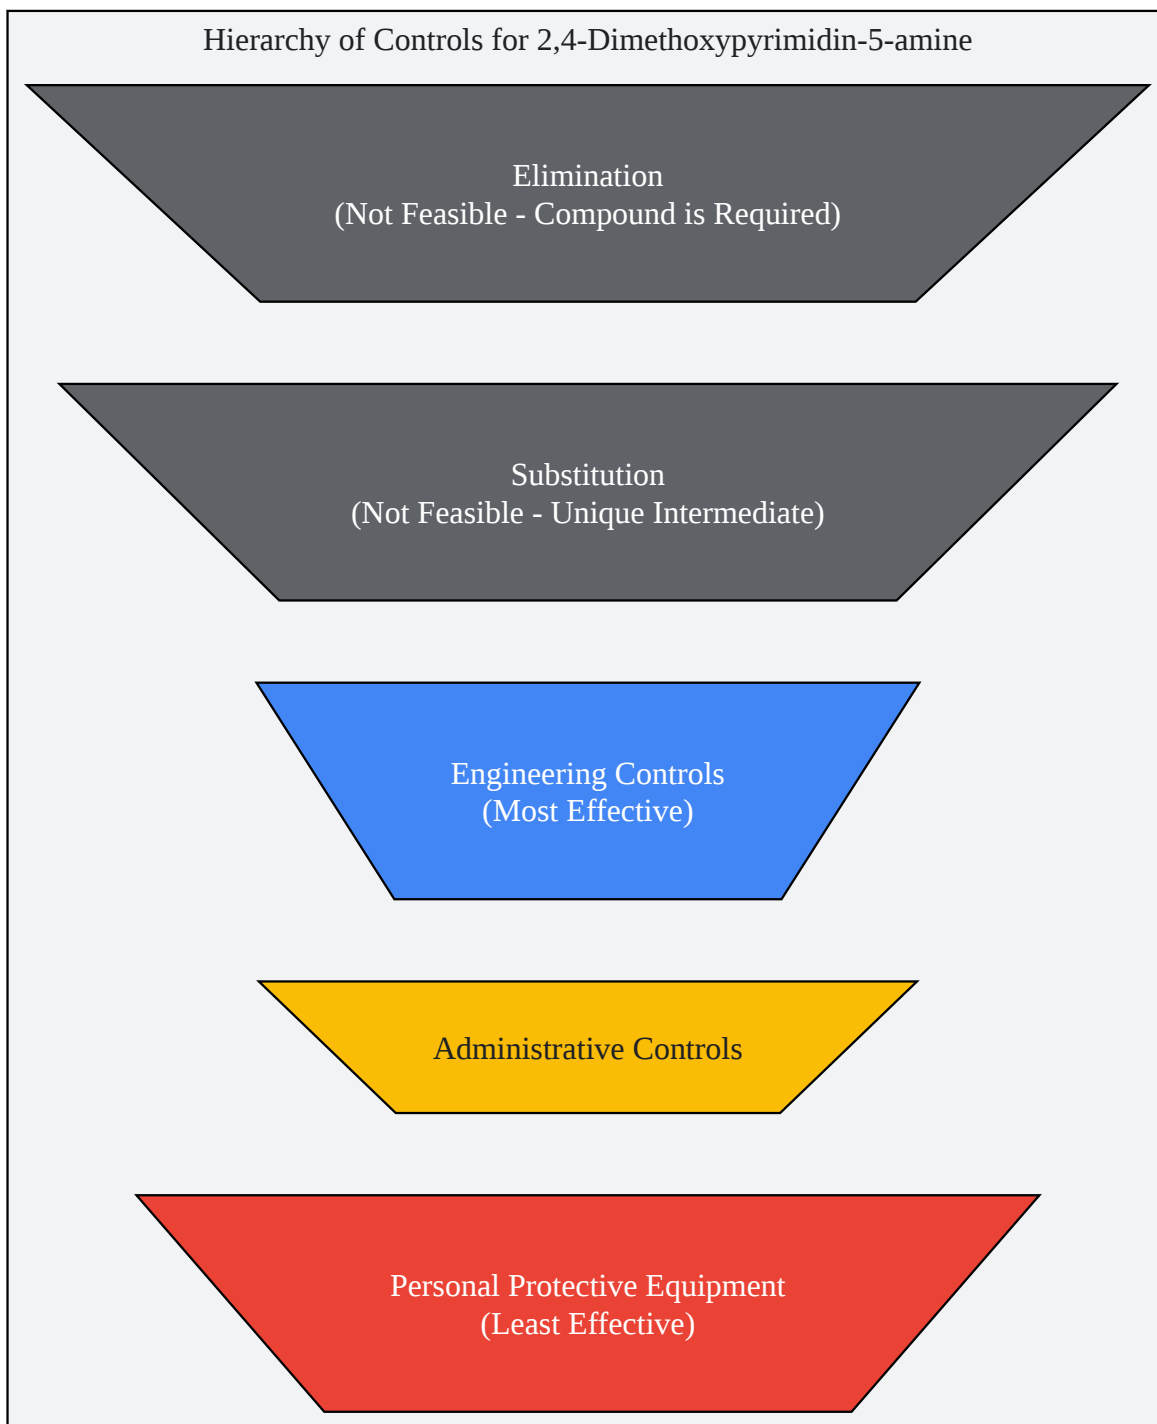 Hierarchy of Controls for 2,4-Dimethoxypyrimidin-5-amine
Elimination
(Not Feasible - Compound is Required)
Substitution
(Not Feasible - Unique Intermediate)
Engineering Controls
(Most Effective)
Administrative Controls
Personal Protective Equipment
(Least Effective)